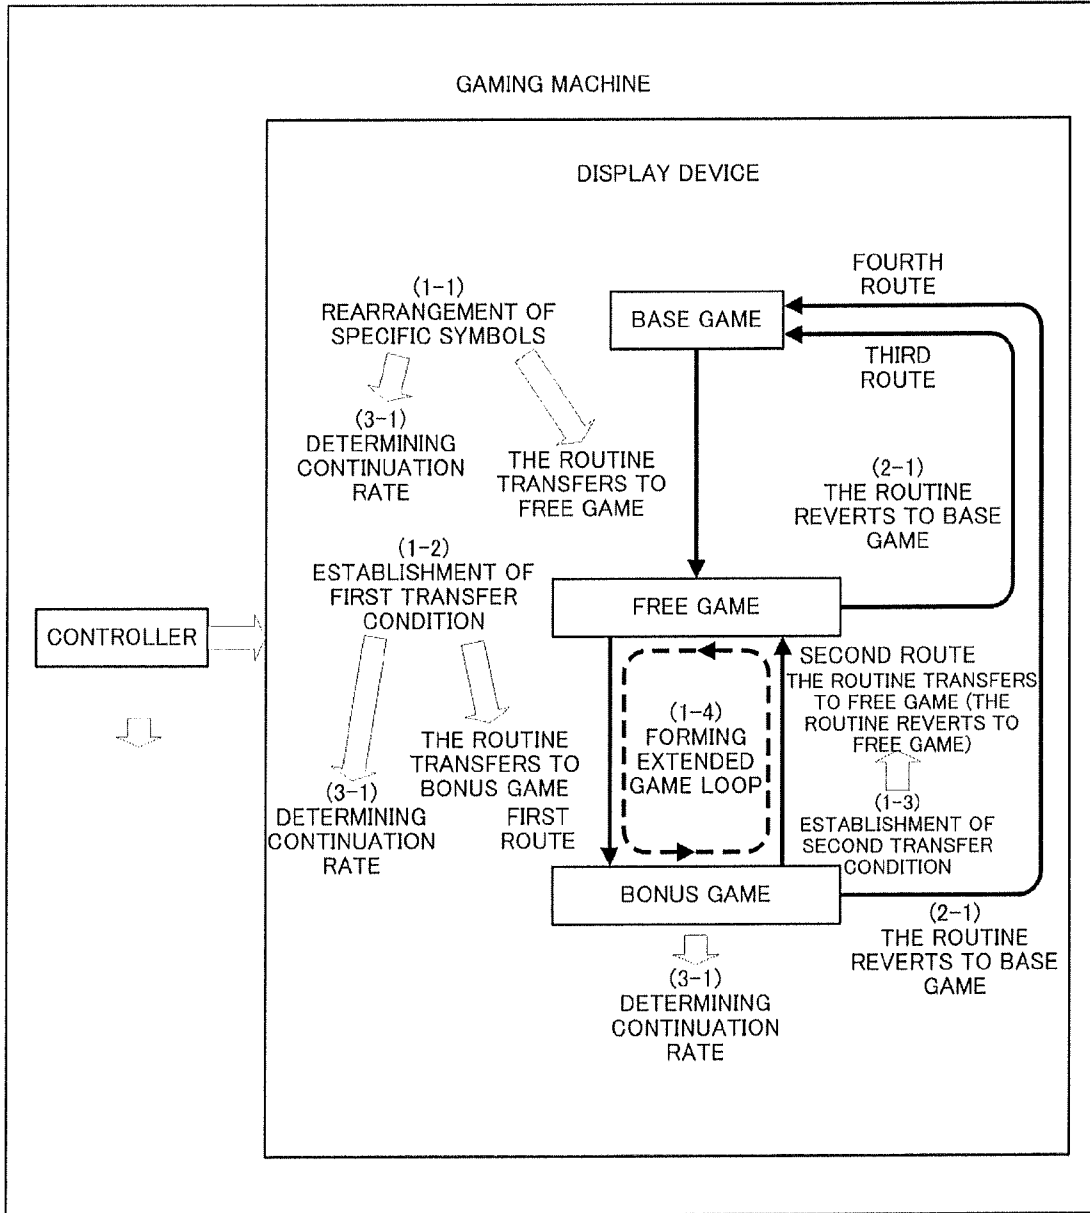 GAMING MACHINE
DISPLAY DEVICE
(1-1)
REARRANGEMENT OF
SPECIFIC SYMBOLS
BASE GAME
FOURTH
ROUTE
THIRD
ROUTE
(3-1)
DETERMINING
CONTINUATION
RATE
THE ROUTINE
TRANSFERS TO
FREE GAME
(2-1)
THE ROUTINE
REVERTS TO BASE
GAME
(1-2)
ESTABLISHMENT OF
FIRST TRANSFER
CONDITION
FREE GAME
CONTROLLER
SECOND ROUTE
THE ROUTINE TRANSFERS
TO FREE GAME (THE
ROUTINE REVERTS TO
FREE GAME)
(1-4)
FORMING
EXTENDED
GAME LOOP
THE ROUTINE
TRANSFERS TO
BONUS GAME
FIRST
ROUTE
(3-1)
DETERMINING
CONTINUATION
RATE
(1-3)
ESTABLISHMENT OF
SECOND TRANSFER
CONDITION
BONUS GAME
(2-1)
THE ROUTINE
REVERTS TO BASE
GAME
(3-1)
DETERMINING
CONTINUATION
RATE